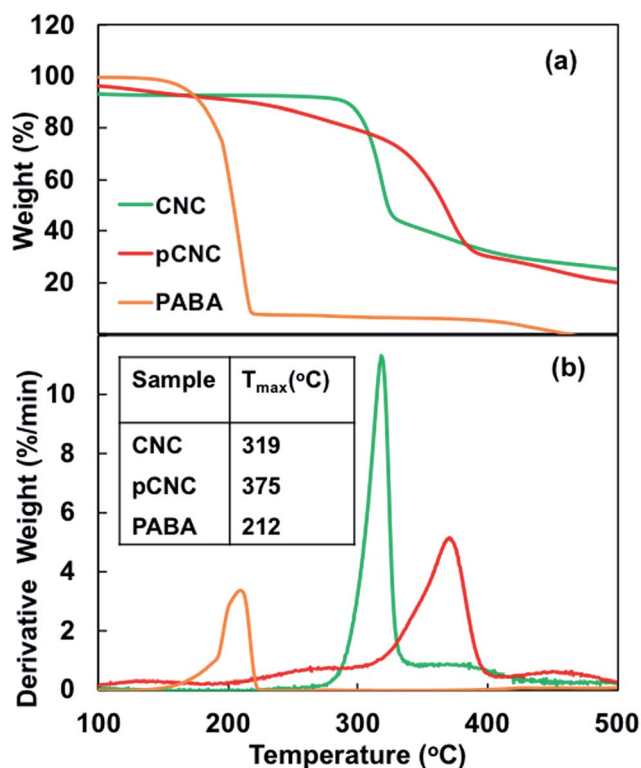 120
(a)
100
80
60
40
20
Weight (%)
CNC
pCNC
PABA
(b)
10
8
6
4
2
0
Derivative Weight (%/min)
Sample Tmax(oC)
CNC 319
pCNC 375
PABA 212
100 200 300 400 500
Temperature (oC)